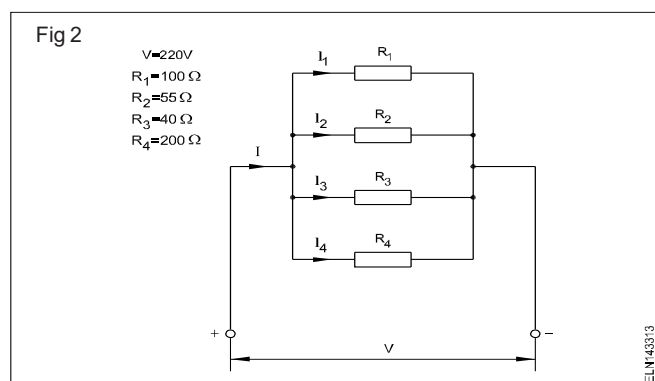 Fig 2
V=220V
R1=100 Ω
R2=55 Ω
R3=40 Ω
R4=200 Ω
I
I1
R1
I2
R2
I3
R3
I4
R4
+
−
V
ELN143313